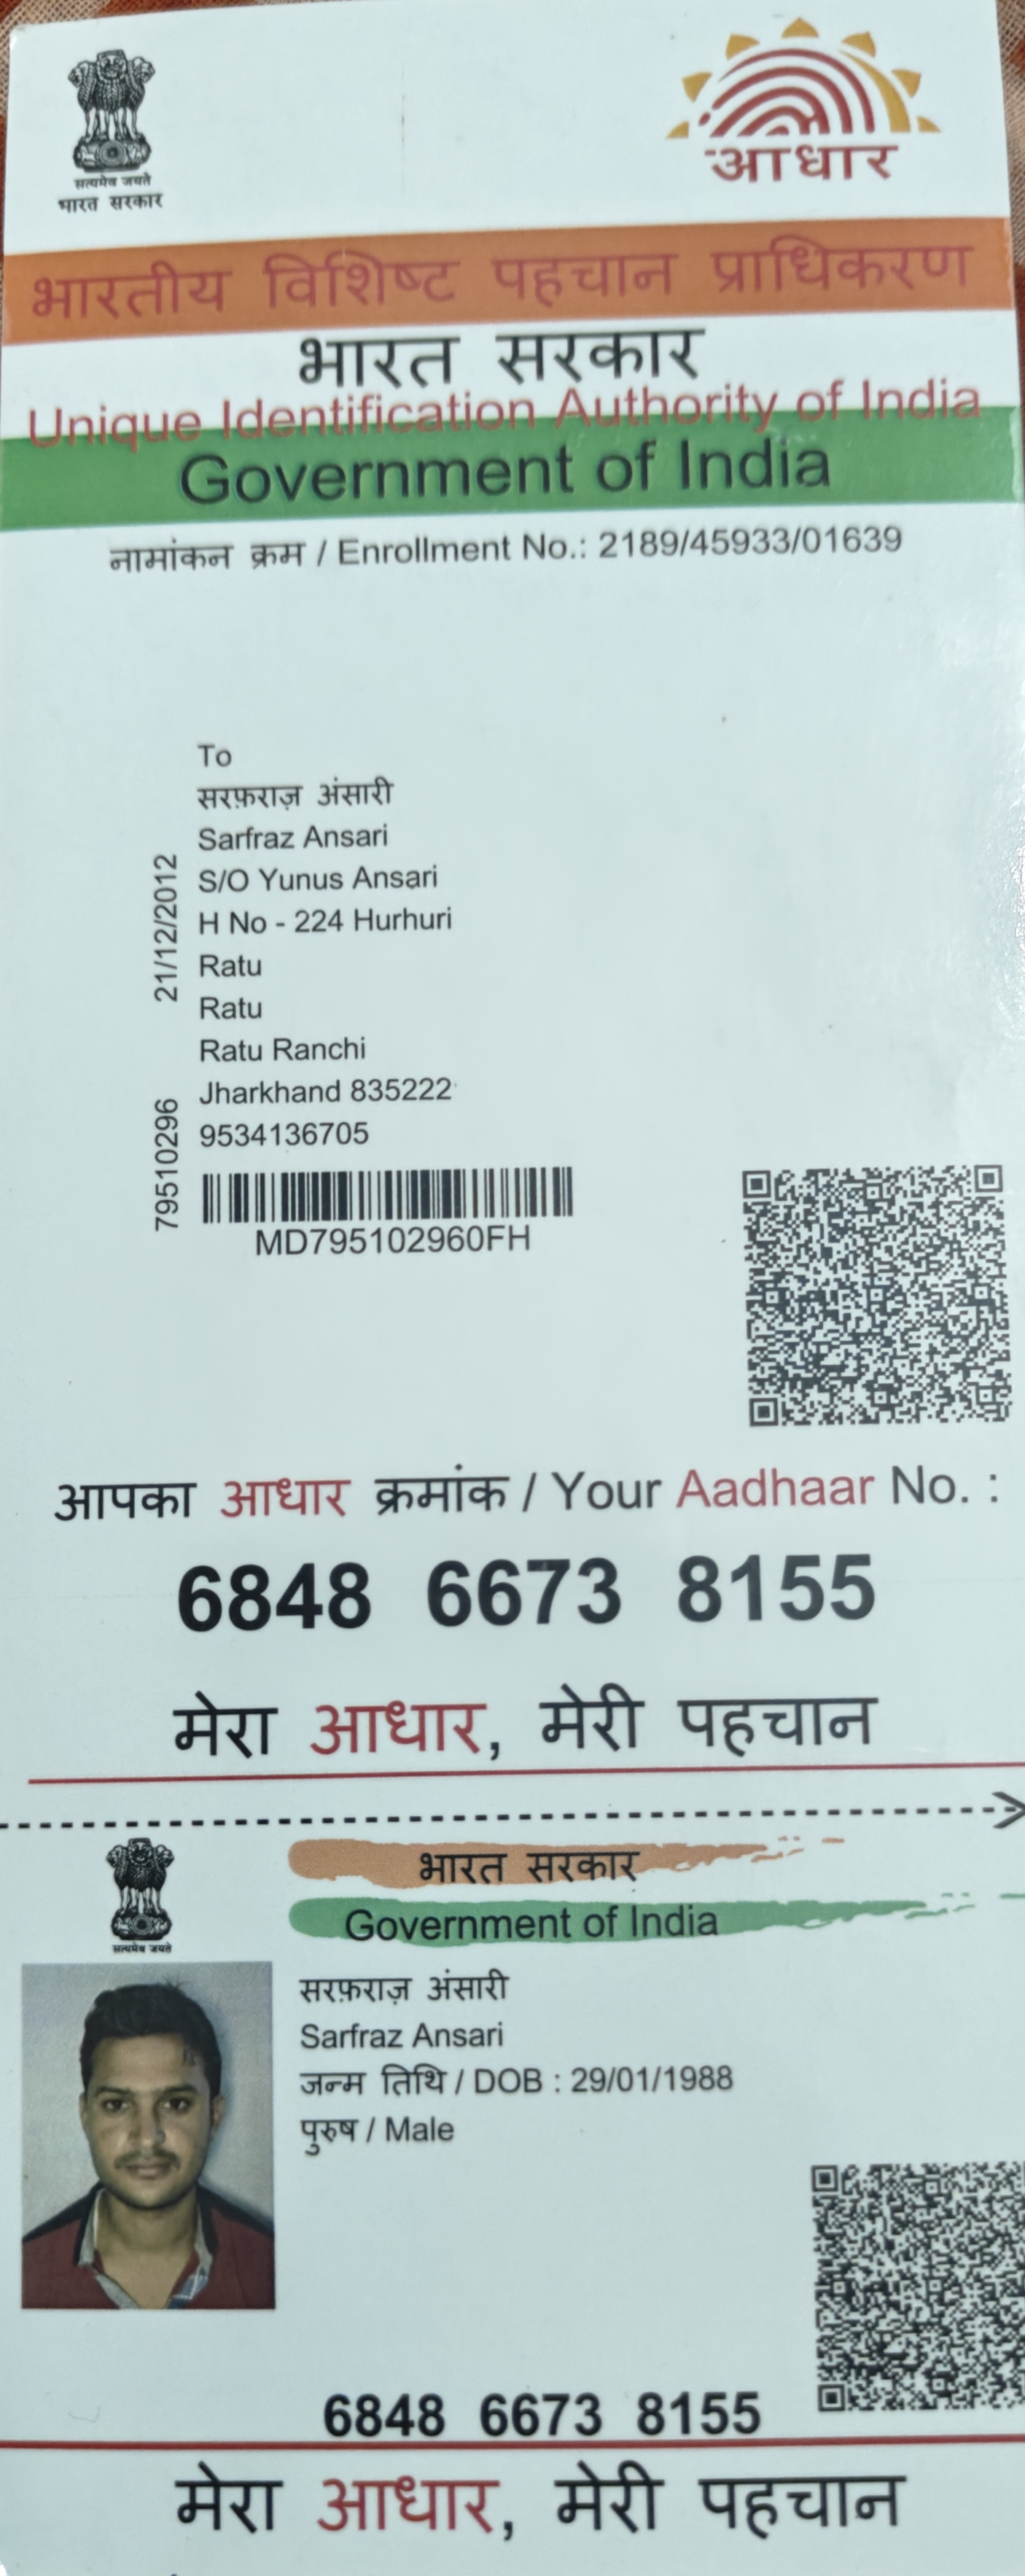 सत्यमेव जयते
भारत सरकार
आधार
भारतीय विशिष्ट पहचान प्राधिकरण
भारत सरकार
Unique Identification Authority of India
Government of India
नामांकन क्रम / Enrollment No.: 2189/45933/01639
To
सरफ़राज़ अंसारी
Sarfraz Ansari
S/O Yunus Ansari
H No - 224 Hurhuri
Ratu
Ratu
Ratu Ranchi
Jharkhand 835222
9534136705
21/12/2012
79510296
MD795102960FH
आपका आधार क्रमांक / Your Aadhaar No. :
6848 6673 8155
मेरा आधार, मेरी पहचान
सत्यमेव जयते
भारत सरकार
Government of India
सरफ़राज़ अंसारी
Sarfraz Ansari
जन्म तिथि / DOB : 29/01/1988
पुरुष / Male
6848 6673 8155
मेरा आधार, मेरी पहचान